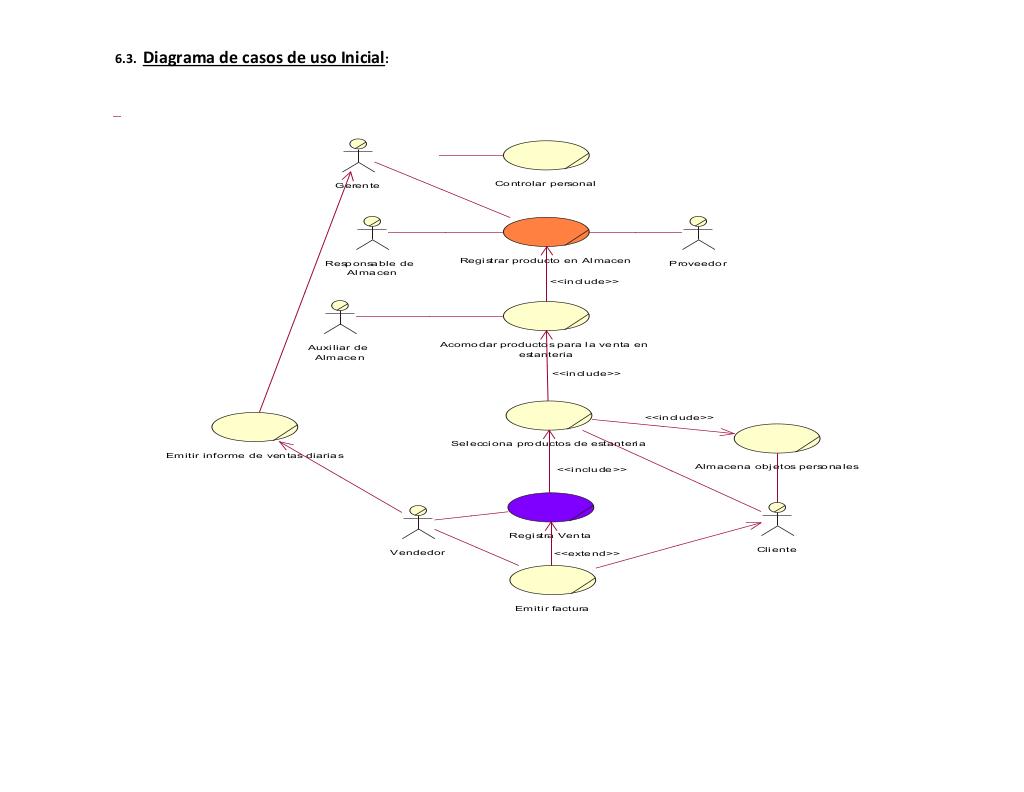 6.3. Diagrama de casos de uso Inicial:
Gerente
Controlar personal
Responsable de
Almacen
Registrar producto en Almacen
Proveedor
<<include>>
Auxiliar de
Almacen
Acomodar productos para la venta en
estanteria
<<include>>
<<include>>
Selecciona productos de estanteria
Emitir informe de ventas diarias
Almacena objetos personales
<<include>>
Registra Venta
Vendedor
Cliente
<<extend>>
Emitir factura